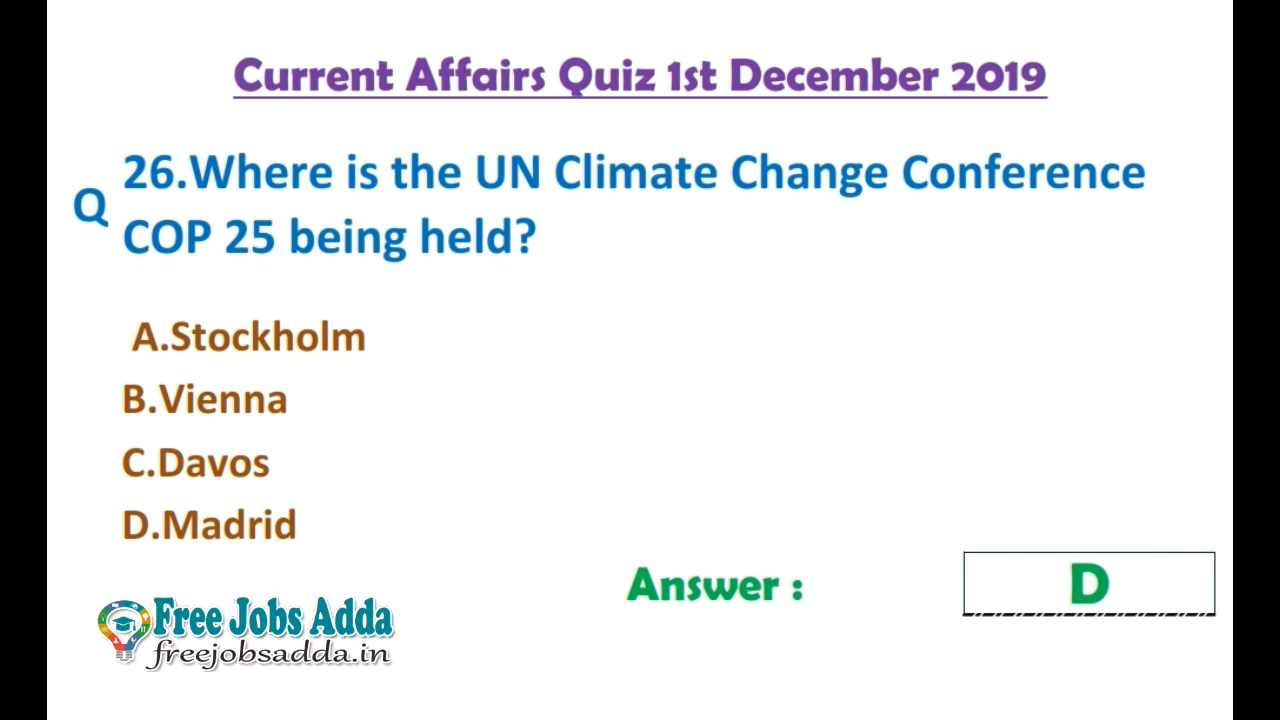 Current Affairs Quiz 1st December 2019
Q
26.Where is the UN Climate Change Conference
COP 25 being held?
A.Stockholm
B.Vienna
C.Davos
D.Madrid
Answer :
D
Free Jobs Adda
freejobsadda.in